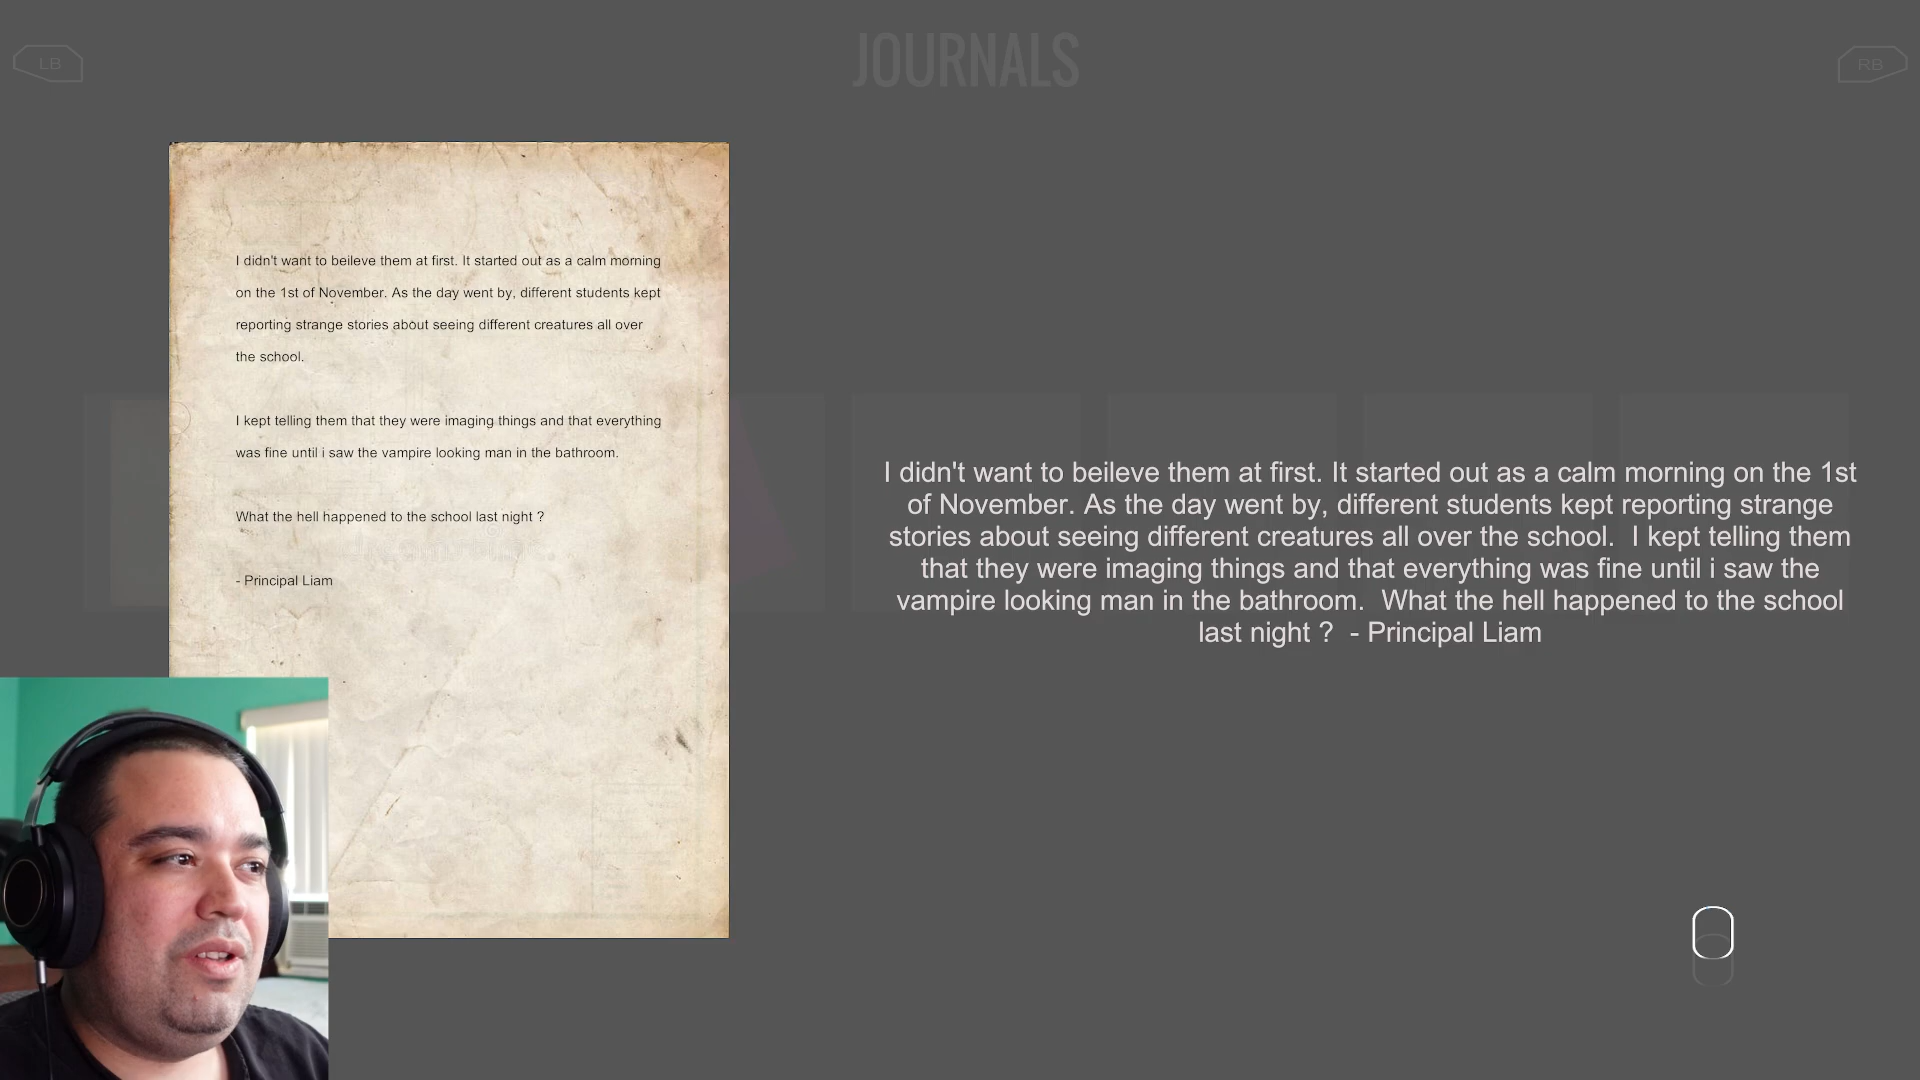 LB
JOURNALS
RB
I didn't want to beileve them at first. It started out as a calm morning
on the 1st of November. As the day went by, different students kept
reporting strange stories about seeing different creatures all over
the school.
I kept telling them that they were imaging things and that everything
was fine until i saw the vampire looking man in the bathroom.
What the hell happened to the school last night ?
- Principal Liam
I didn't want to beileve them at first. It started out as a calm morning on the 1st
of November. As the day went by, different students kept reporting strange
stories about seeing different creatures all over the school.  I kept telling them
that they were imaging things and that everything was fine until i saw the
vampire looking man in the bathroom.  What the hell happened to the school
last night ?  - Principal Liam